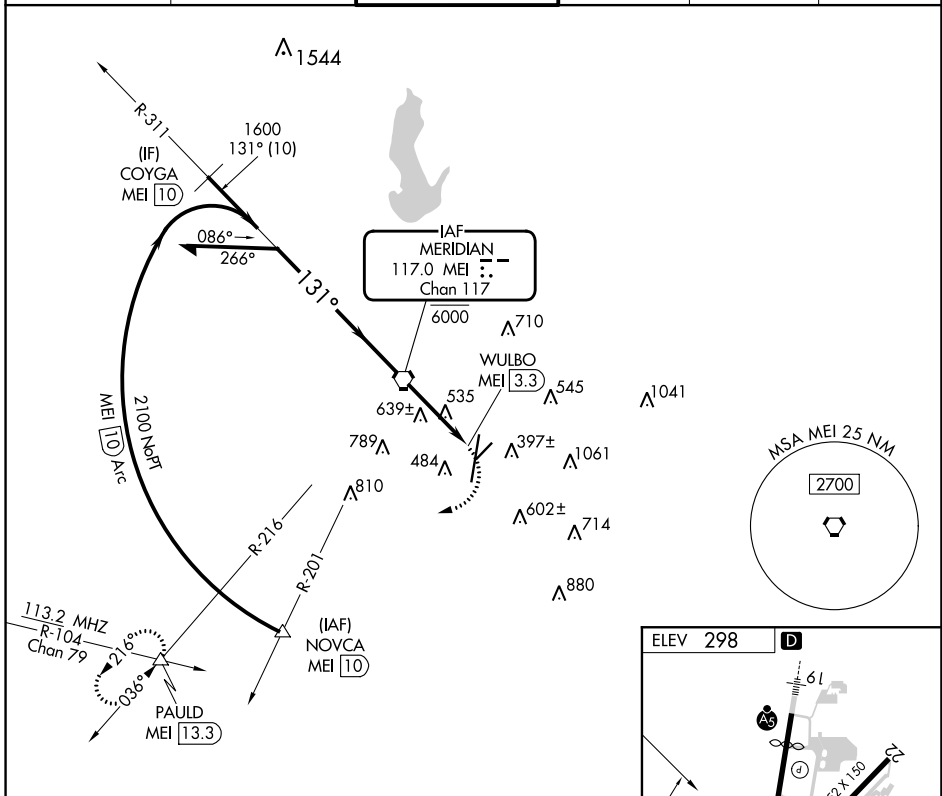 1544
R-311
1600
131° (10)
(IF)
COYGA
MEI 10
086°
266°
131°
IAF
MERIDIAN
117.0 MEI
Chan 117
6000
710
WULBO
MEI 3.3
535
545
1041
639±
789
484
397±
1061
810
602±
714
880
2100 NoPT
MEI 10 Arc
MSA MEI 25 NM
2700
R-216
R-201
113.2 MHZ
R-104
Chan 79
216°
036°
(IAF)
NOVCA
MEI 10
PAULD
MEI 13.3
ELEV 298
D
19
A5
P
22
52 X 150